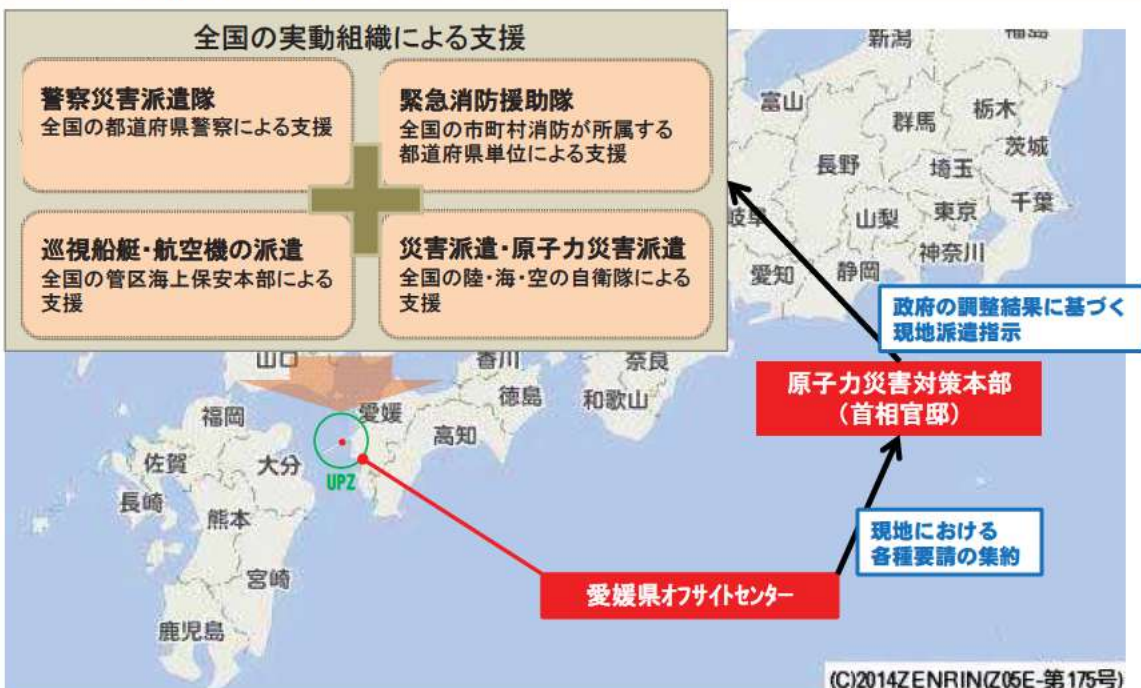 全国の実動組織による支援
警察災害派遣隊
全国の都道府県警察による支援
緊急消防援助隊
全国の市町村消防が所属する
都道府県単位による支援
巡視船艇・航空機の派遣
全国の管区海上保安本部による
支援
災害派遣・原子力災害派遣
全国の陸・海・空の自衛隊による
支援
新潟
福島
富山
群馬
栃木
長野
埼玉
茨城
岐阜
山梨
東京
千葉
愛知
静岡
神奈川
政府の調整結果に基づく
現地派遣指示
原子力災害対策本部
(首相官邸)
山口
香川
奈良
徳島
和歌山
福岡
愛媛
高知
佐賀
大分
UPZ
長崎
熊本
現地における
各種要請の集約
宮崎
愛媛県オフサイトセンター
鹿児島
(C)2014ZENRIN(Z05E-第175号)